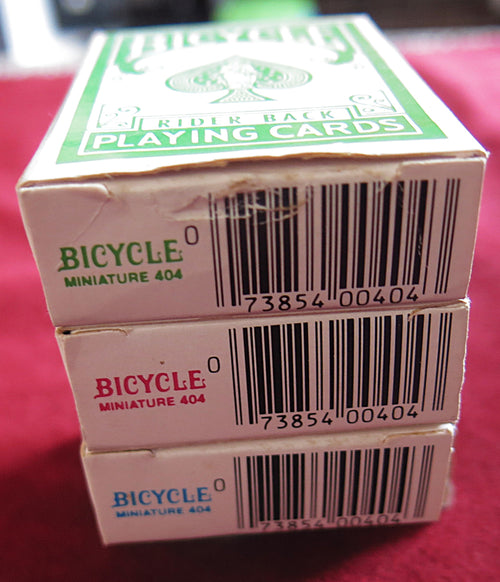 BICYCLE
RIDER BACK
PLAYING CARDS
BICYCLE
MINIATURE 404
0
73854 00404
BICYCLE
MINIATURE 404
0
73854 00404
BICYCLE
MINIATURE 404
0
73854 00404